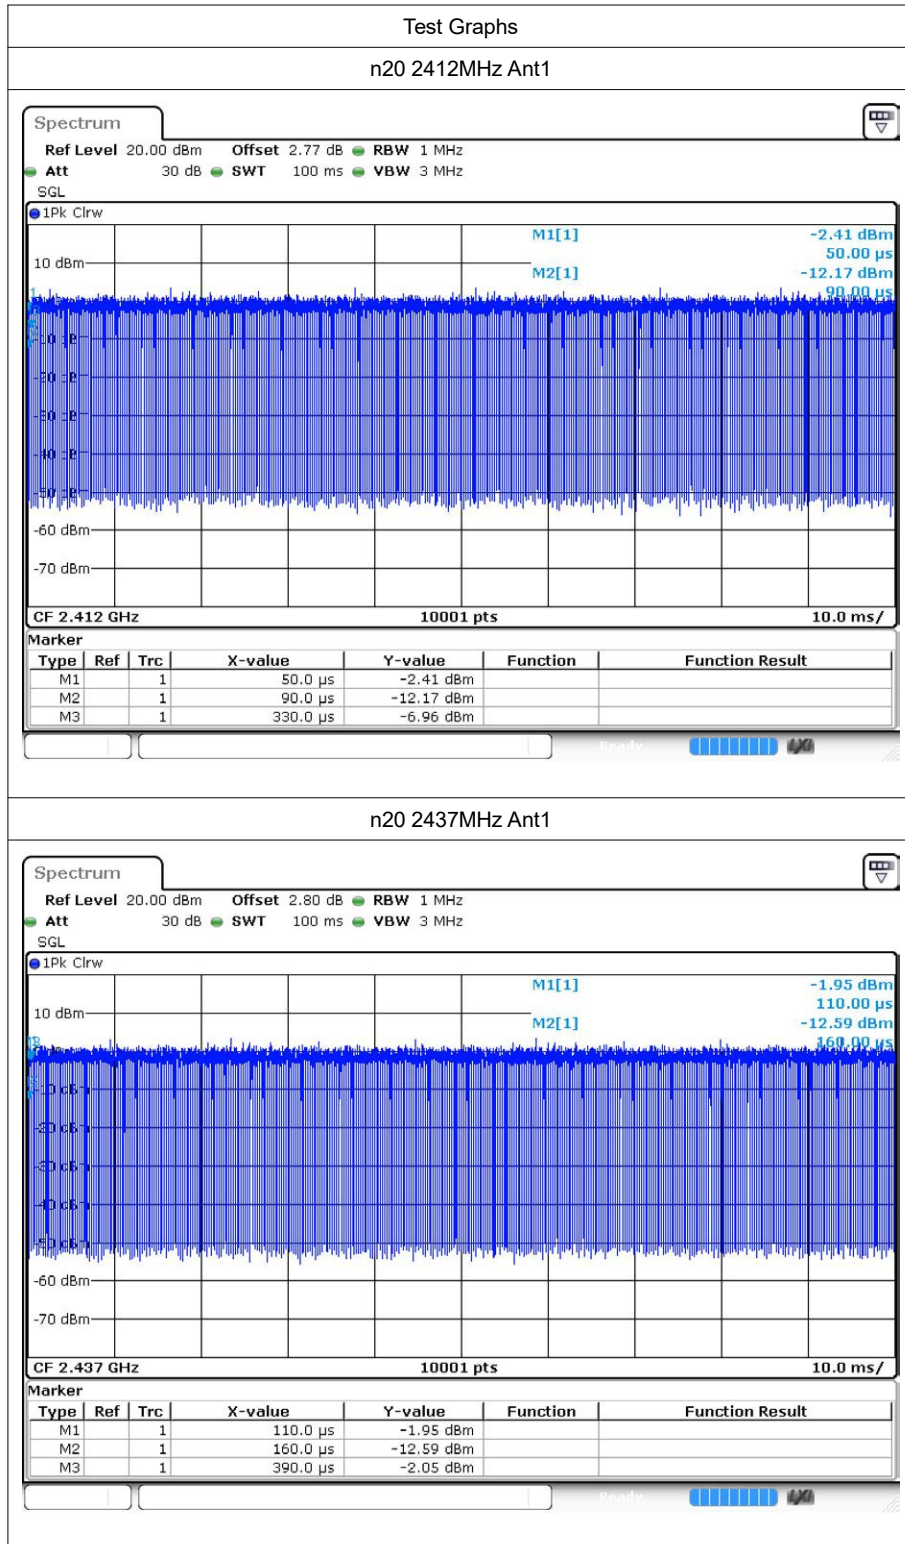 Test Graphs
n20 2412MHz Ant1
Spectrum
Ref Level 20.00 dBm Offset 2.77 dB RBW 1 MHz
Att 30 dB SWT 100 ms VBW 3 MHz
SGL
1Pk Clrw
M1[1] -2.41 dBm
50.00 µs
10 dBm
M2[1] -12.17 dBm
90.00 µs
-60 dBm
-70 dBm
CF 2.412 GHz 10001 pts 10.0 ms/
Marker
Type Ref Trc X-value Y-value Function Function Result
M1 1 50.0 µs -2.41 dBm
M2 1 90.0 µs -12.17 dBm
M3 1 330.0 µs -6.96 dBm
Ready
n20 2437MHz Ant1
Spectrum
Ref Level 20.00 dBm Offset 2.80 dB RBW 1 MHz
Att 30 dB SWT 100 ms VBW 3 MHz
SGL
1Pk Clrw
M1[1] -1.95 dBm
110.00 µs
10 dBm
M2[1] -12.59 dBm
160.00 µs
-60 dBm
-70 dBm
CF 2.437 GHz 10001 pts 10.0 ms/
Marker
Type Ref Trc X-value Y-value Function Function Result
M1 1 110.0 µs -1.95 dBm
M2 1 160.0 µs -12.59 dBm
M3 1 390.0 µs -2.05 dBm
Ready